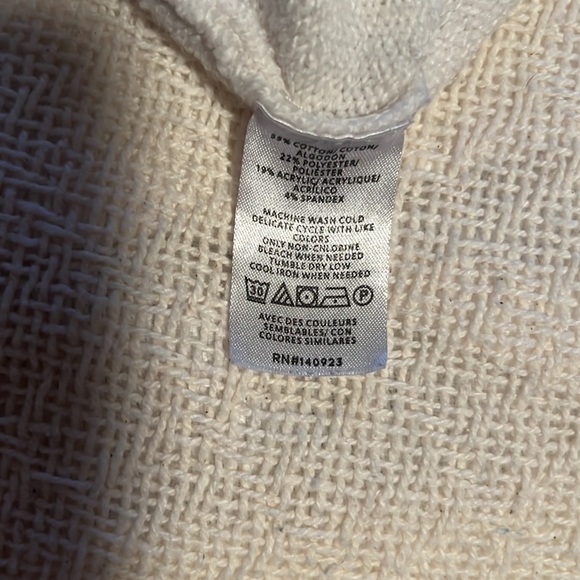 55% COTTON/COTON/
ALGODON
22% POLYESTER/
POLIÉSTER
19% ACRYLIC/ACRYLIQUE/
ACRILICO
4% SPANDEX
MACHINE WASH COLD
DELICATE CYCLE WITH LIKE
COLORS
ONLY NON-CHLORINE
BLEACH WHEN NEEDED
TUMBLE DRY LOW
COOL IRON WHEN NEEDED
30 P
AVEC DES COULEURS
SEMBLABLES/ CON
COLORES SIMILARES
RN#140923